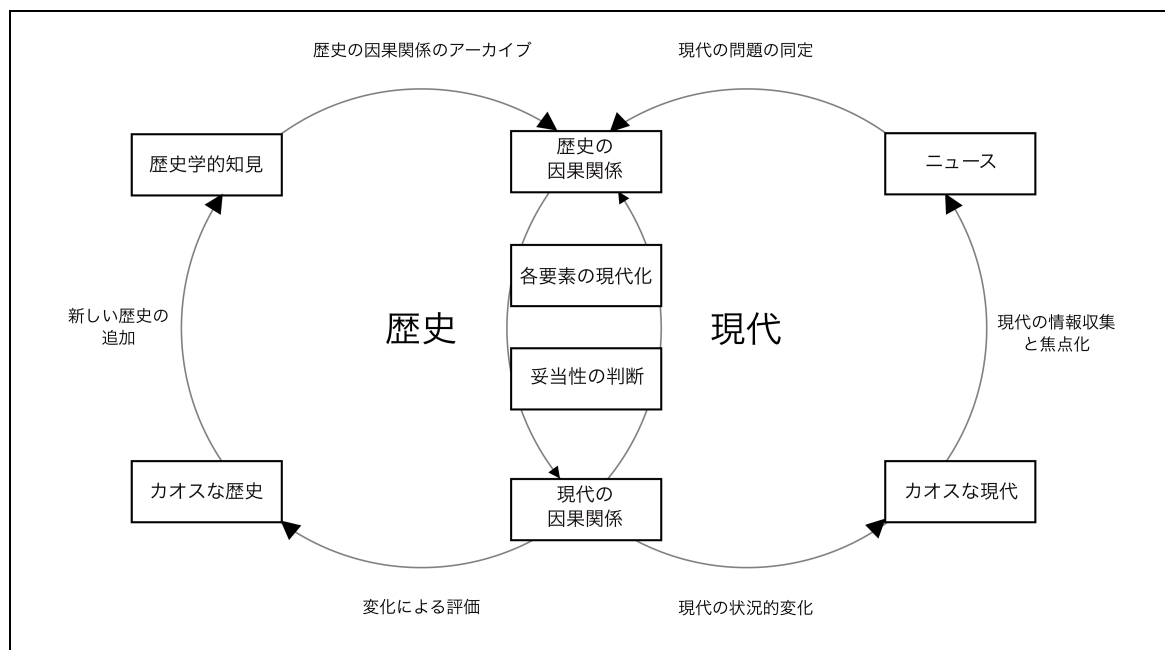 歴史の因果関係のアーカイブ
現代の問題の同定
歴史学的知見
歴史の
因果関係
ニュース
各要素の現代化
新しい歴史の
追加
歴史
現代
現代の情報収集
と焦点化
妥当性の判断
カオスな歴史
現代の
因果関係
カオスな現代
変化による評価
現代の状況的変化